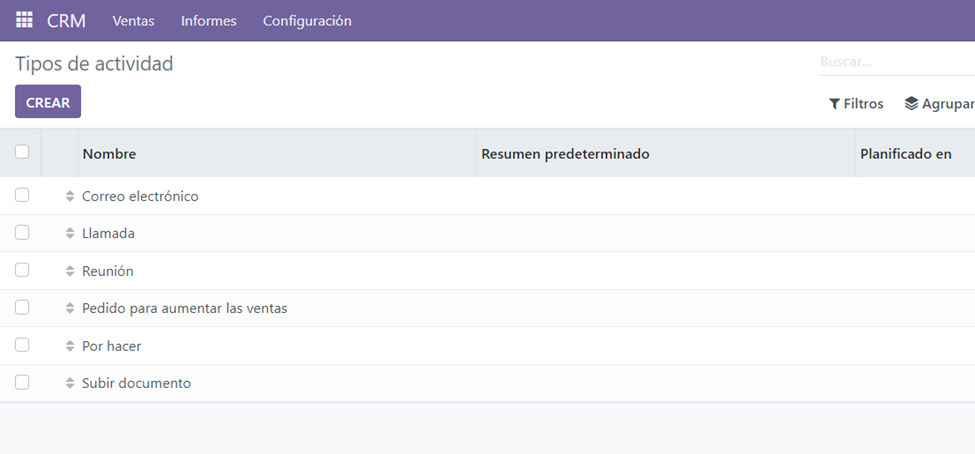 CRM Ventas Informes Configuración
Tipos de actividad
Buscar...
CREAR
Filtros Agrupar
Nombre Resumen predeterminado Planificado en
Correo electrónico
Llamada
Reunión
Pedido para aumentar las ventas
Por hacer
Subir documento